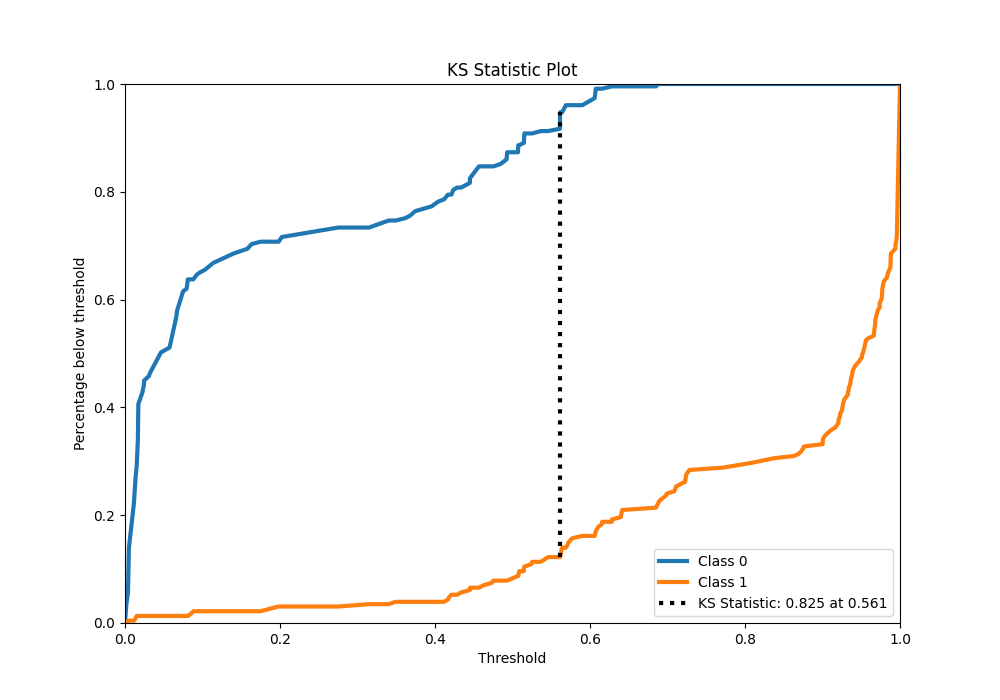 KS Statistic Plot
1.0
0.8
0.6
0.4
0.2
0.0
Percentage below threshold
0.0 0.2 0.4 0.6 0.8 1.0
Threshold
Class 0
Class 1
KS Statistic: 0.825 at 0.561